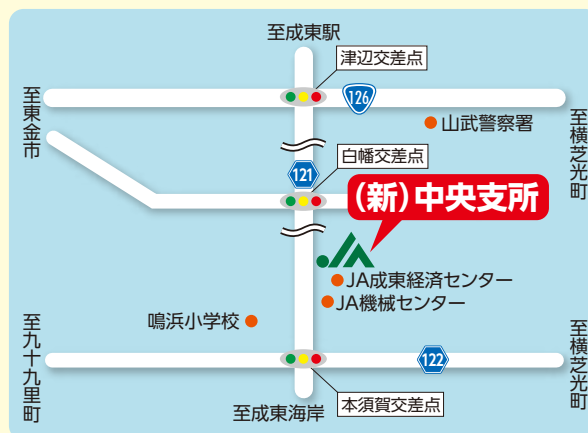 至成東駅
津辺交差点
126
至東金市
山武警察署
至横芝光町
白幡交差点
121
(新)中央支所
JA成東経済センター
JA機械センター
鳴浜小学校
至九十九里町
122
至横芝光町
本須賀交差点
至成東海岸